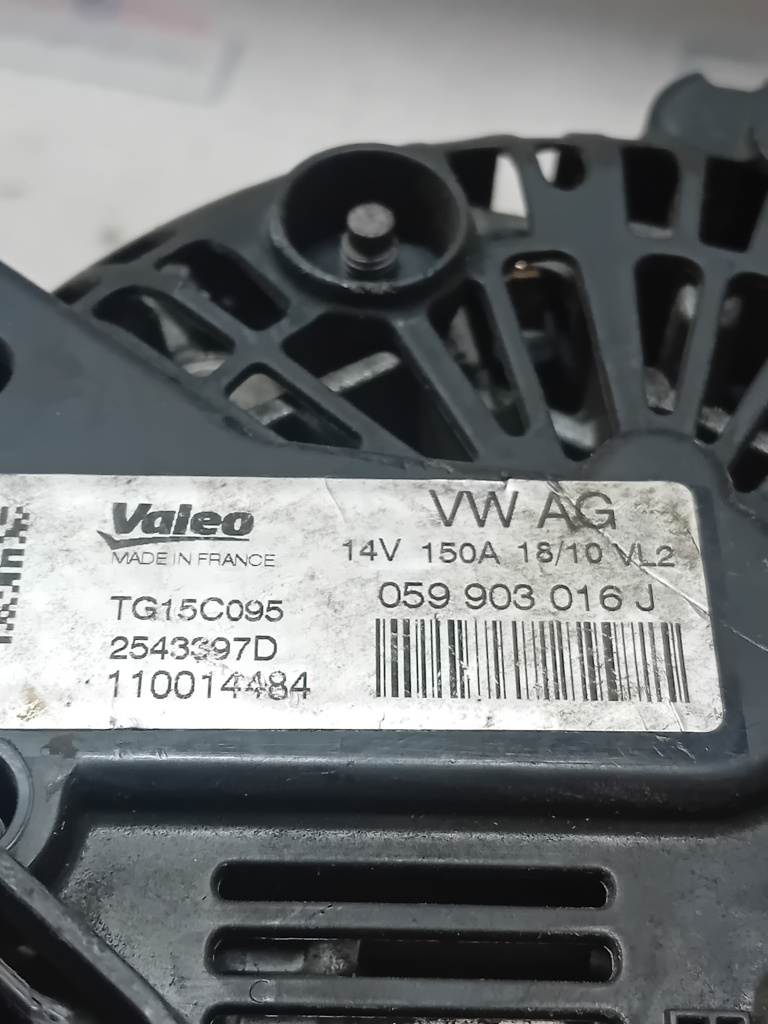 Valeo
MADE IN FRANCE
TG15C095
2543397D
110014484
VW AG
14V 150A 18/10 VL2
059 903 016 J